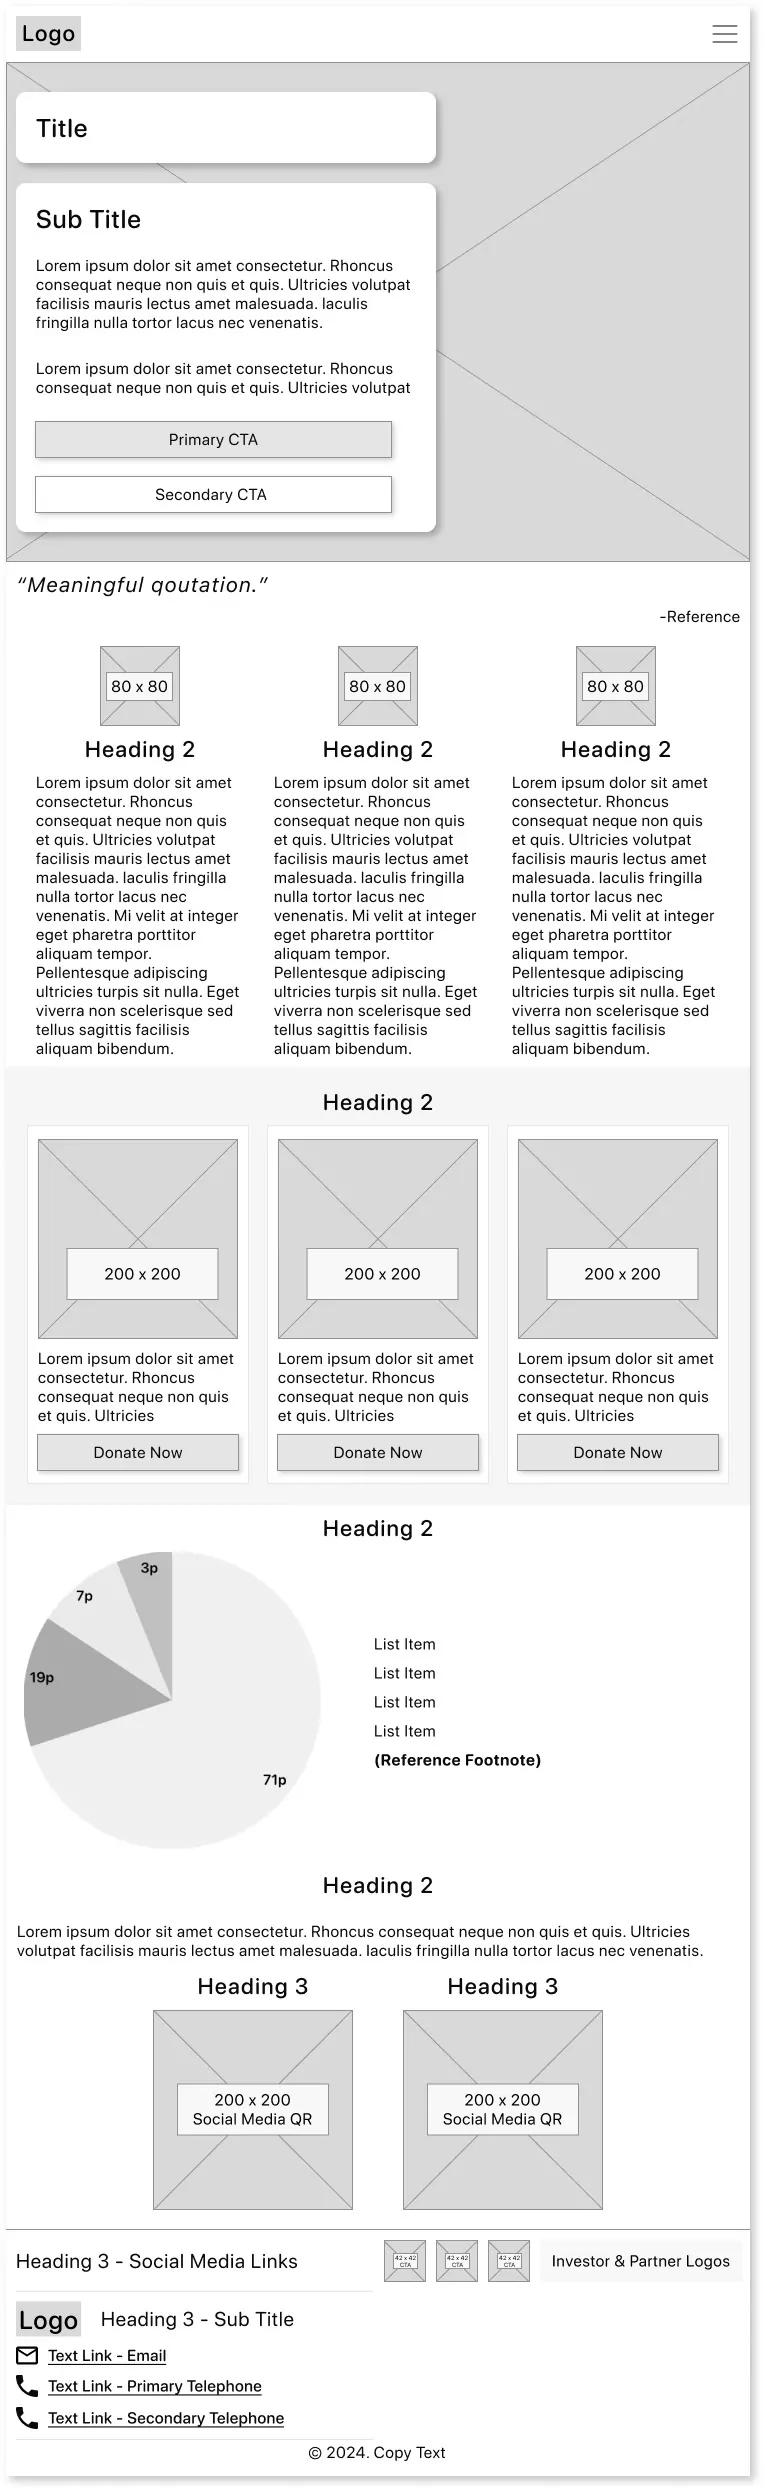 Logo
Title
Sub Title
Lorem ipsum dolor sit amet consectetur. Rhoncus
consequat neque non quis et quis. Ultricies volutpat
facilisis mauris lectus amet malesuada. Iaculis
fringilla nulla tortor lacus nec venenatis.
Lorem ipsum dolor sit amet consectetur. Rhoncus
consequat neque non quis et quis. Ultricies volutpat
Primary CTA
Secondary CTA
“Meaningful qoutation.”
-Reference
80 x 80
Heading 2
Lorem ipsum dolor sit amet
consectetur. Rhoncus
consequat neque non quis
et quis. Ultricies volutpat
facilisis mauris lectus amet
malesuada. Iaculis fringilla
nulla tortor lacus nec
venenatis. Mi velit at integer
eget pharetra porttitor
aliquam tempor.
Pellentesque adipiscing
ultricies turpis sit nulla. Eget
viverra non scelerisque sed
tellus sagittis facilisis
aliquam bibendum.
80 x 80
Heading 2
Lorem ipsum dolor sit amet
consectetur. Rhoncus
consequat neque non quis
et quis. Ultricies volutpat
facilisis mauris lectus amet
malesuada. Iaculis fringilla
nulla tortor lacus nec
venenatis. Mi velit at integer
eget pharetra porttitor
aliquam tempor.
Pellentesque adipiscing
ultricies turpis sit nulla. Eget
viverra non scelerisque sed
tellus sagittis facilisis
aliquam bibendum.
80 x 80
Heading 2
Lorem ipsum dolor sit amet
consectetur. Rhoncus
consequat neque non quis
et quis. Ultricies volutpat
facilisis mauris lectus amet
malesuada. Iaculis fringilla
nulla tortor lacus nec
venenatis. Mi velit at integer
eget pharetra porttitor
aliquam tempor.
Pellentesque adipiscing
ultricies turpis sit nulla. Eget
viverra non scelerisque sed
tellus sagittis facilisis
aliquam bibendum.
Heading 2
200 x 200
Lorem ipsum dolor sit amet
consectetur. Rhoncus
consequat neque non quis
et quis. Ultricies
Donate Now
200 x 200
Lorem ipsum dolor sit amet
consectetur. Rhoncus
consequat neque non quis
et quis. Ultricies
Donate Now
200 x 200
Lorem ipsum dolor sit amet
consectetur. Rhoncus
consequat neque non quis
et quis. Ultricies
Donate Now
Heading 2
3p
7p
19p
71p
List Item
List Item
List Item
List Item
(Reference Footnote)
Heading 2
Lorem ipsum dolor sit amet consectetur. Rhoncus consequat neque non quis et quis. Ultricies
volutpat facilisis mauris lectus amet malesuada. Iaculis fringilla nulla tortor lacus nec venenatis.
Heading 3
200 x 200
Social Media QR
Heading 3
200 x 200
Social Media QR
Heading 3 - Social Media Links
42 x 42
CTA
42 x 42
CTA
42 x 42
CTA
Investor & Partner Logos
Logo
Heading 3 - Sub Title
Text Link - Email
Text Link - Primary Telephone
Text Link - Secondary Telephone
© 2024. Copy Text